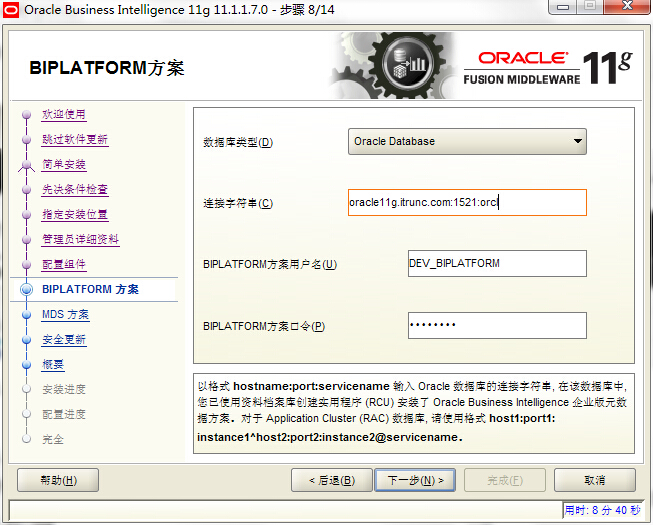 Oracle Business Intelligence 11g 11.1.1.7.0 - 步骤 8/14
BIPLATFORM方案
ORACLE
FUSION MIDDLEWARE 11g
欢迎使用
跳过软件更新
简单安装
先决条件检查
指定安装位置
管理员详细资料
配置组件
BIPLATFORM 方案
MDS 方案
安全更新
概要
安装进度
配置进度
完全
数据库类型(D)
Oracle Database
连接字符串(C)
oracle11g.itrunc.com:1521:orcl
BIPLATFORM方案用户名(U)
DEV_BIPLATFORM
BIPLATFORM方案口令(P)
••••••••
以格式 hostname:port:servicename 输入 Oracle 数据库的连接字符串, 在该数据库中,
您已使用资料档案库创建实用程序 (RCU) 安装了 Oracle Business Intelligence 企业版元数
据方案。对于 Application Cluster (RAC) 数据库, 请使用格式 host1:port1:
instance1^host2:port2:instance2@servicename。
帮助(H)
< 后退(B)
下一步(N) >
完成(F)
取消
用时: 8 分 40 秒